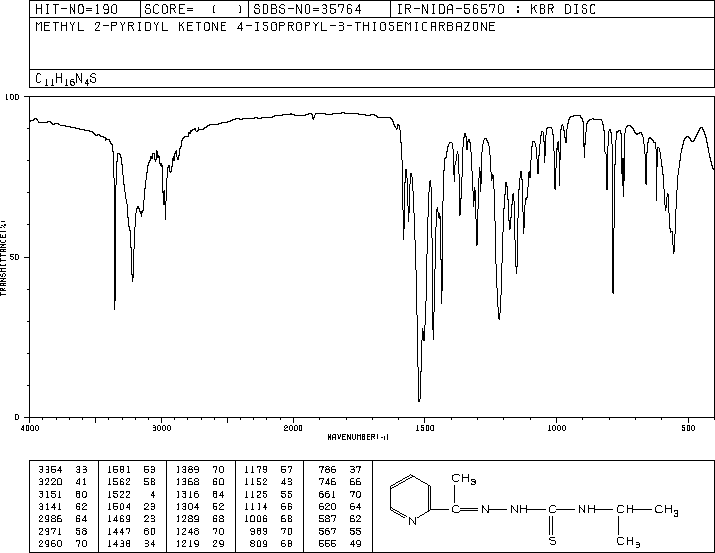 HIT-NO=190 SCORE= ( ) SDBS-NO=35764 IR-NIDA-56570 : KBR DISC
METHYL 2-PYRIDYL KETONE 4-ISOPROPYL-3-THIOSEMICARBAZONE
C11H16N4S
100
50
0
TRANSMITTANCE(%)
4000 3000 2000 1500 1000 500
WAVENUMBER(-1)
3364 33 1581 53 1389 70 1179 57 786 37
3220 41 1562 58 1368 60 1152 43 746 66
3151 60 1522 4 1316 64 1125 55 661 70
3141 62 1504 23 1304 52 1114 66 620 64
2986 64 1469 23 1289 68 1006 68 587 62
2971 58 1447 60 1248 70 989 70 567 55
2960 70 1438 34 1219 29 809 68 555 49
CH3
N C N NH C NH CH CH3
S CH3